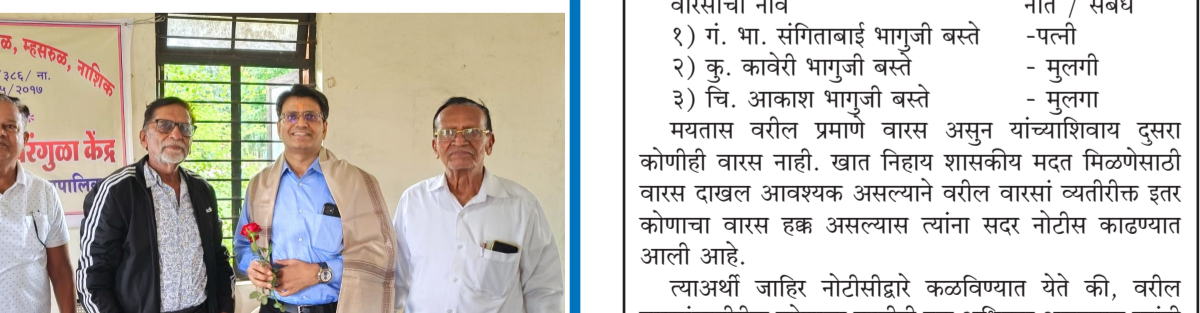 ळ, म्हसरुळ, नाशिक
३८६/ ना.
५/२०१७
विरंगुळा केंद्र
पालिक
वारसाचा नाव नाते / संबंध
१) गं. भा. संगिताबाई भागुजी बस्ते -पत्नी
२) कु. कावेरी भागुजी बस्ते - मुलगी
३) चि. आकाश भागुजी बस्ते - मुलगा
मयतास वरील प्रमाणे वारस असुन यांच्याशिवाय दुसरा
कोणीही वारस नाही. खात निहाय शासकीय मदत मिळणेसाठी
वारस दाखल आवश्यक असल्याने वरील वारसां व्यतीरीक्त इतर
कोणाचा वारस हक्क असल्यास त्यांना सदर नोटीस काढण्यात
आली आहे.
त्याअर्थी जाहिर नोटीसीद्वारे कळविण्यात येते की, वरील